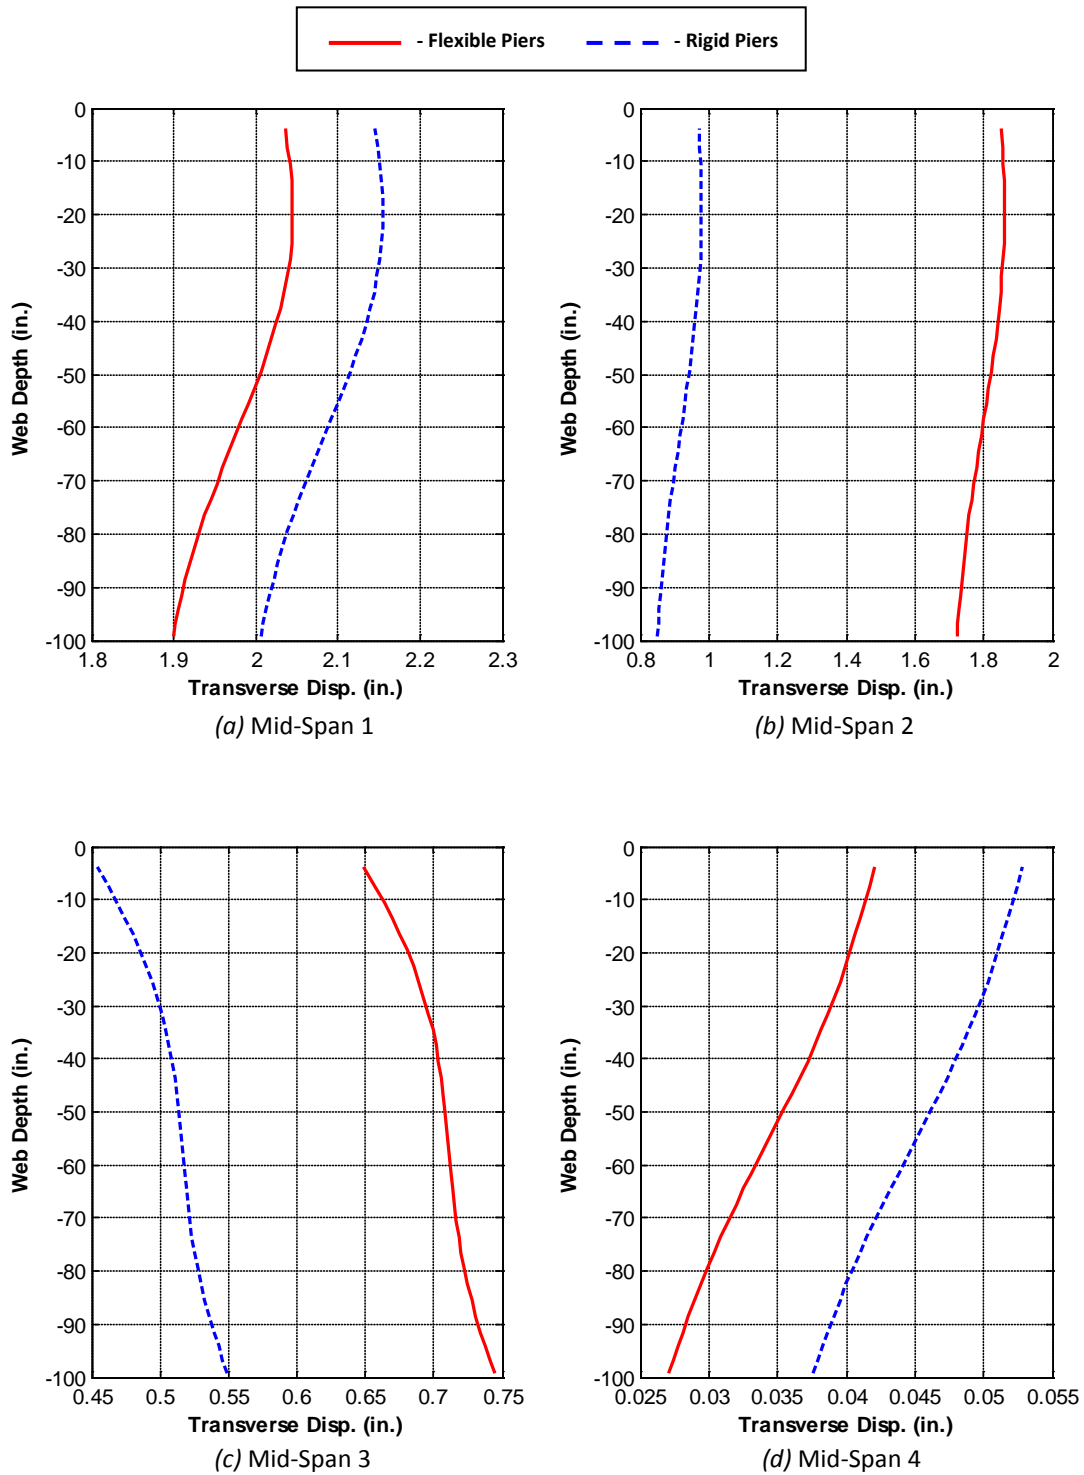 - Flexible Piers - Rigid Piers
0
-10
-20
-30
-40
-50
-60
-70
-80
-90
-100
1.8 1.9 2 2.1 2.2 2.3
Web Depth (in.)
Transverse Disp. (in.)
(a) Mid-Span 1
0
-10
-20
-30
-40
-50
-60
-70
-80
-90
-100
0.8 1 1.2 1.4 1.6 1.8 2
Web Depth (in.)
Transverse Disp. (in.)
(b) Mid-Span 2
0
-10
-20
-30
-40
-50
-60
-70
-80
-90
-100
0.45 0.5 0.55 0.6 0.65 0.7 0.75
Web Depth (in.)
Transverse Disp. (in.)
(c) Mid-Span 3
0
-10
-20
-30
-40
-50
-60
-70
-80
-90
-100
0.025 0.03 0.035 0.04 0.045 0.05 0.055
Web Depth (in.)
Transverse Disp. (in.)
(d) Mid-Span 4